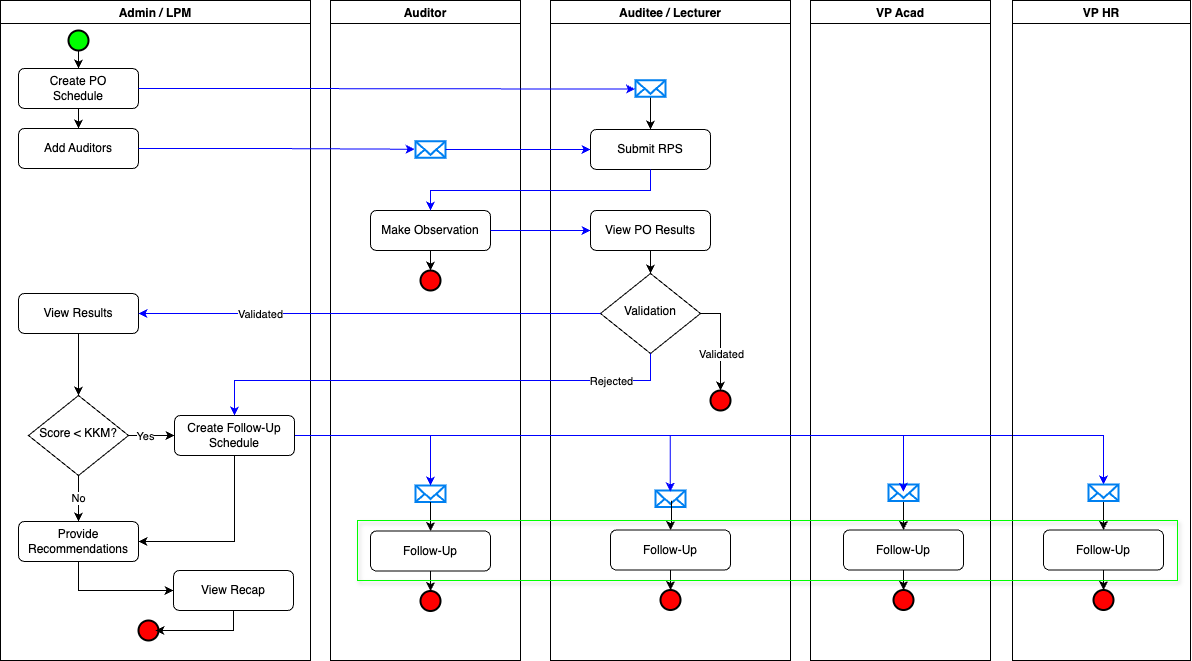 Admin / LPM
Auditor
Auditee / Lecturer
VP Acad
VP HR
Create PO
Schedule
Add Auditors
Submit RPS
Make Observation
View PO Results
View Results
Validated
Validation
Validated
Rejected
Score < KKM?
Yes
Create Follow-Up
Schedule
No
Provide
Recommendations
Follow-Up
Follow-Up
Follow-Up
Follow-Up
View Recap